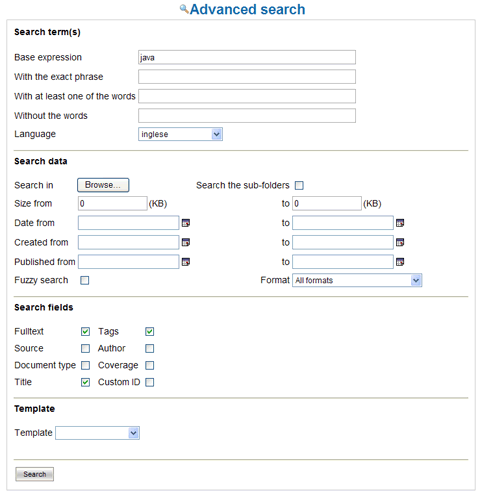 Advanced search
Search term(s)
Base expression java
With the exact phrase
With at least one of the words
Without the words
Language inglese
Search data
Search in Browse... Search the sub-folders
Size from 0 (KB) to 0 (KB)
Date from to
Created from to
Published from to
Fuzzy search Format All formats
Search fields
Fulltext Tags
Source Author
Document type Coverage
Title Custom ID
Template
Template
Search